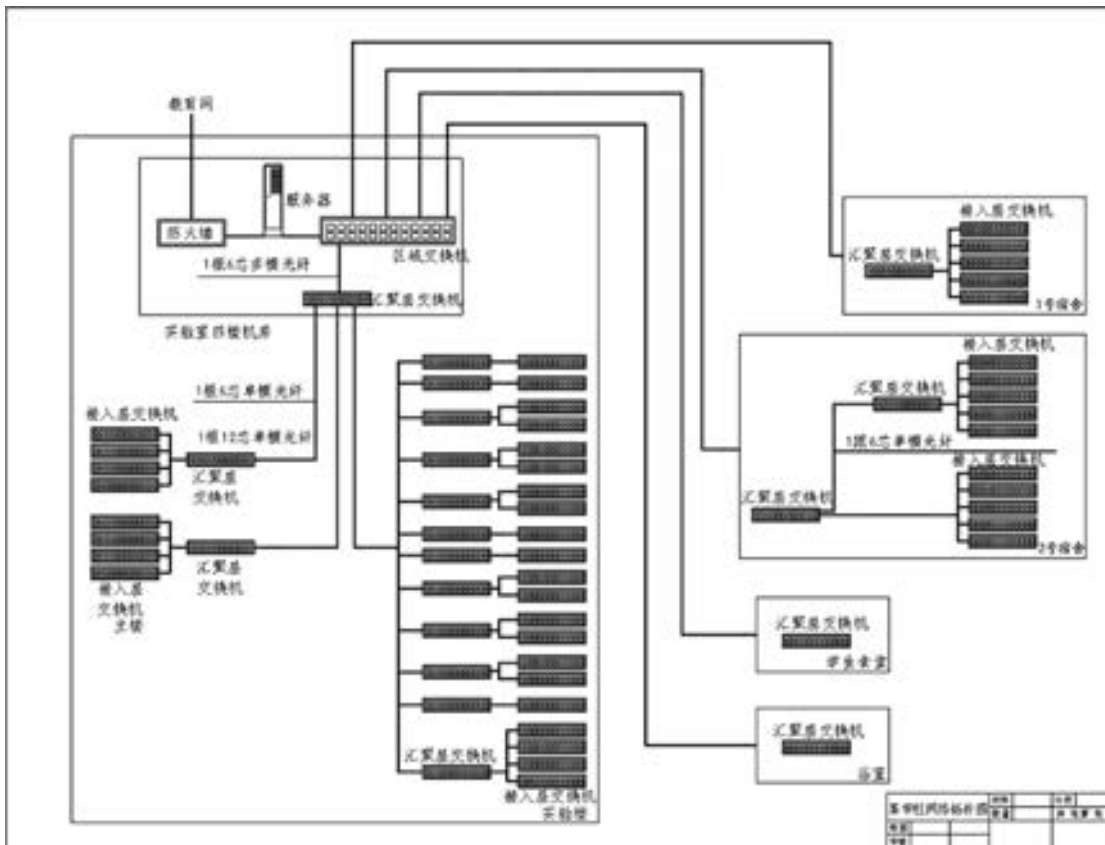 教育网
服务器
防火墙
区域交换机
1根6芯多模光纤
汇聚层交换机
实验室四楼机房
1根6芯单模光纤
接入层交换机
1根12芯单模光纤
汇聚层
交换机
汇聚层
交换机
接入层
交换机
主楼
汇聚层交换机
接入层交换机
实验楼
接入层交换机
汇聚层交换机
1号宿舍
接入层交换机
汇聚层交换机
1根6芯单模光纤
接入层交换机
汇聚层交换机
2号宿舍
汇聚层交换机
学生食堂
汇聚层交换机
浴室
数量